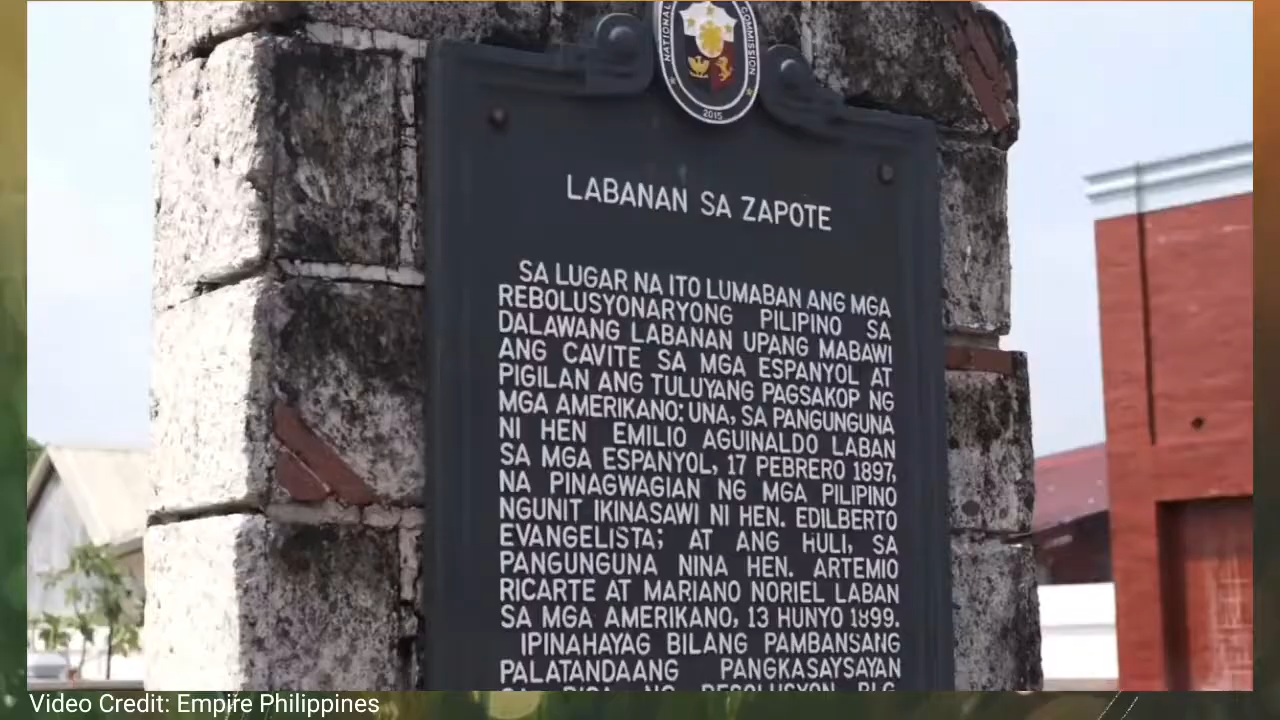 NATIONAL
COMMISSION
2015
LABANAN SA ZAPOTE
SA LUGAR NA ITO LUMABAN ANG MGA
REBOLUSYONARYONG PILIPINO SA
DALAWANG LABANAN UPANG MABAWI
ANG CAVITE SA MGA ESPANYOL AT
PIGILAN ANG TULUYANG PAGSAKOP NG
MGA AMERIKANO: UNA, SA PANGUNGUNA
NI HEN EMILIO AGUINALDO LABAN
SA MGA ESPANYOL, 17 PEBRERO 1897,
NA PINAGWAGIAN NG MGA PILIPINO
NGUNIT IKINASAWI NI HEN. EDILBERTO
EVANGELISTA; AT ANG HULI, SA
PANGUNGUNA NINA HEN. ARTEMIO
RICARTE AT MARIANO NORIEL LABAN
SA MGA AMERIKANO, 13 HUNYO 1899.
IPINAHAYAG BILANG PAMBANSANG
PALATANDAANG PANGKASAYSAYAN
Video Credit: Empire Philippines